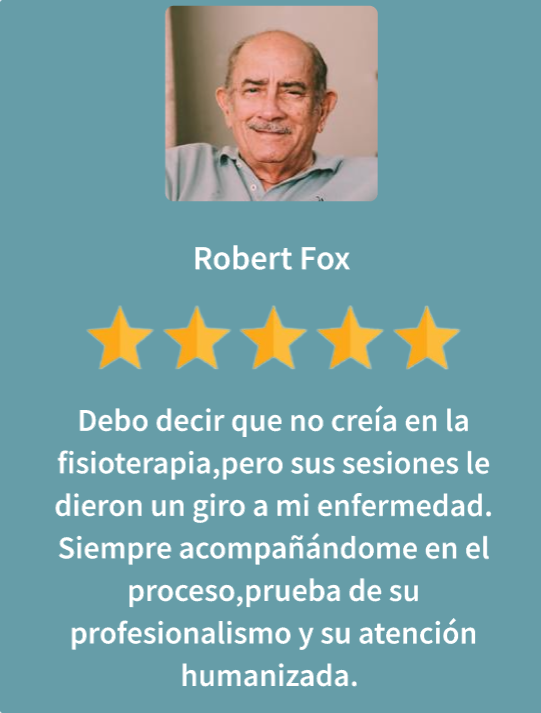 Robert Fox
Debo decir que no creía en la
fisioterapia,pero sus sesiones le
dieron un giro a mi enfermedad.
Siempre acompañándome en el
proceso,prueba de su
profesionalismo y su atención
humanizada.